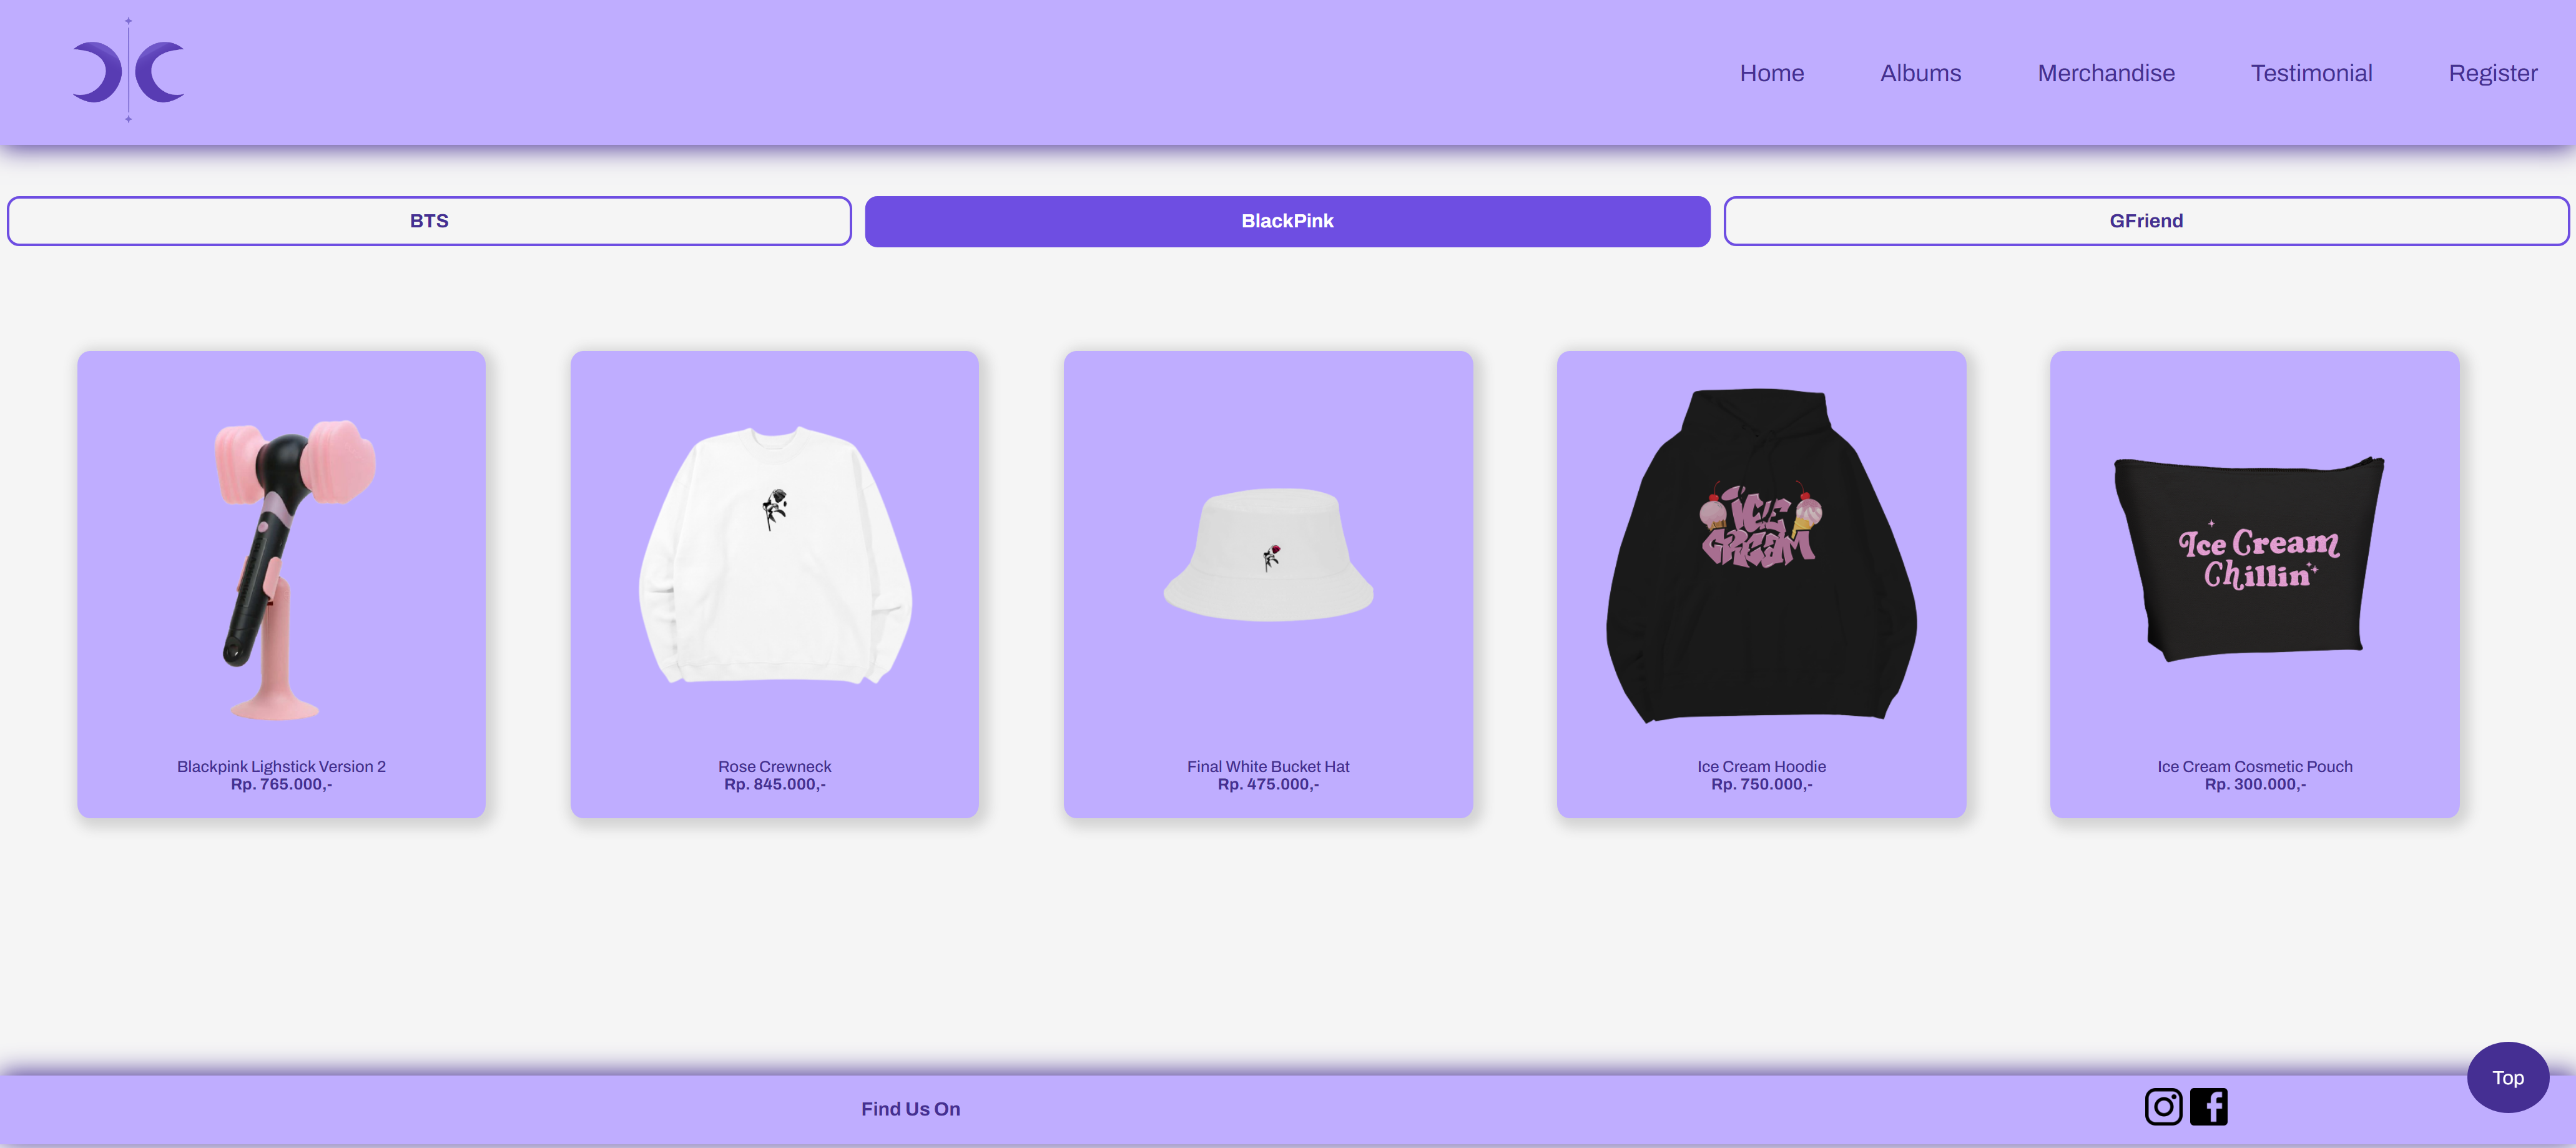 Home Albums Merchandise Testimonial Register
BTS BlackPink GFriend
ICE
CREAM
Ice Cream
Chillin
Blackpink Lighstick Version 2
Rp. 765.000,-
Rose Crewneck
Rp. 845.000,-
Final White Bucket Hat
Rp. 475.000,-
Ice Cream Hoodie
Rp. 750.000,-
Ice Cream Cosmetic Pouch
Rp. 300.000,-
Top
Find Us On